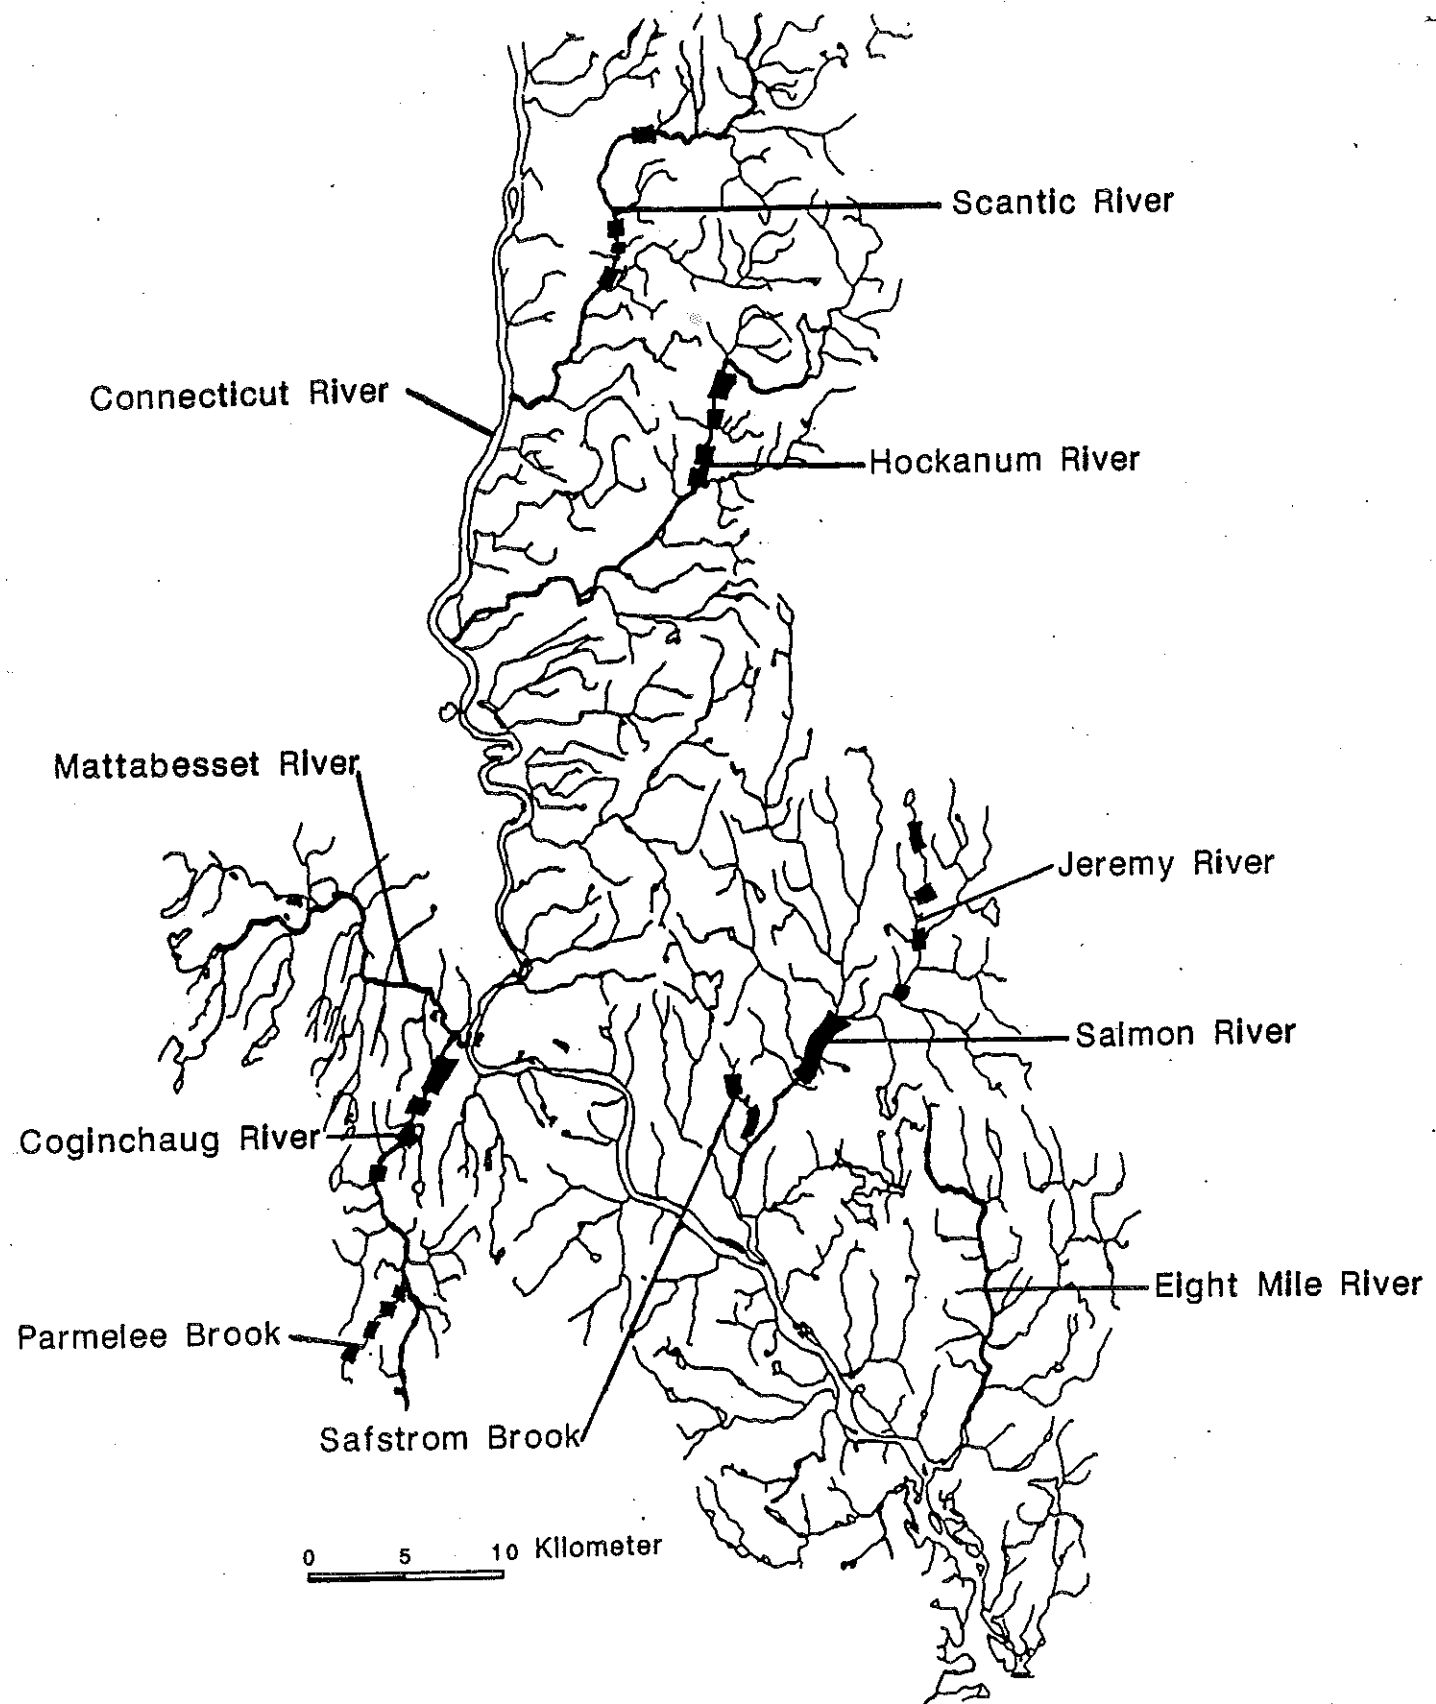 Scantic River
Connecticut River
Hockanum River
Mattabesset River
Jeremy River
Salmon River
Coginchaug River
Eight Mile River
Parmelee Brook
Safstrom Brook
0 5 10 Kilometer